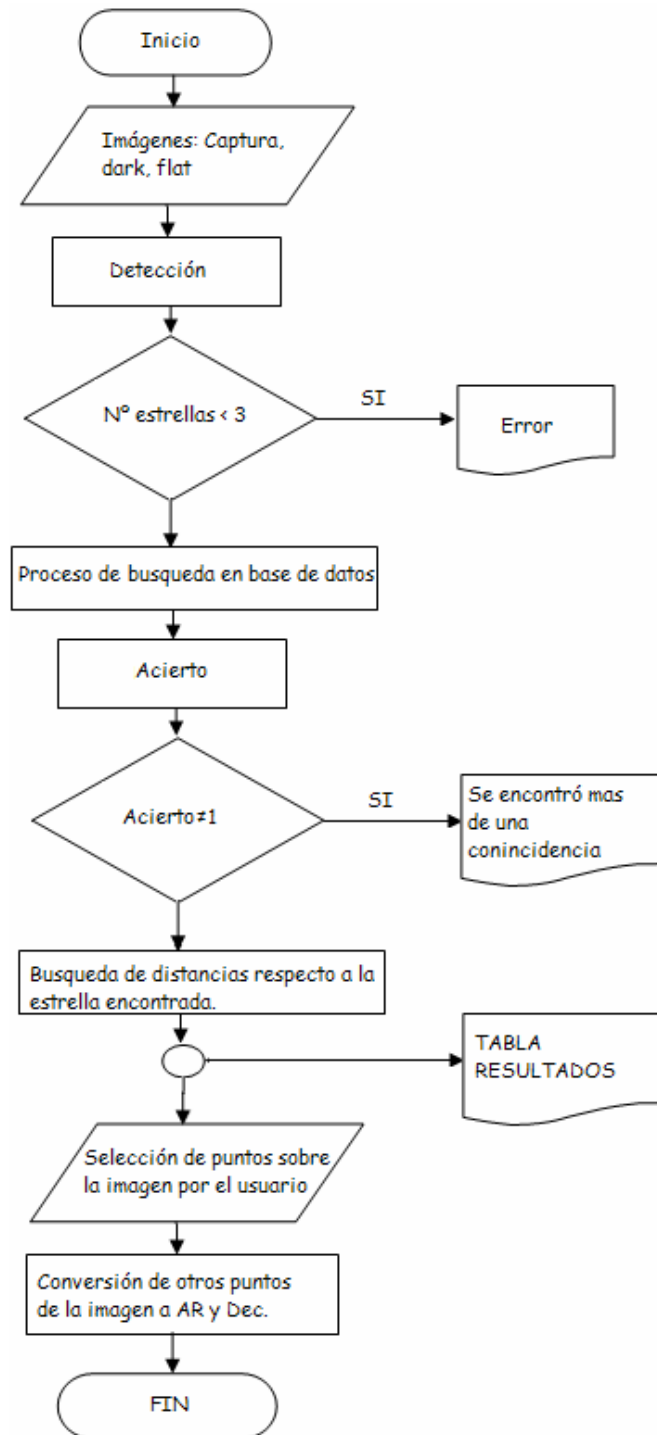 Inicio
Imágenes: Captura,
dark, flat
Detección
Nº estrellas < 3
SI
Error
Proceso de busqueda en base de datos
Acierto
Acierto≠1
SI
Se encontró mas
de una
conincidencia
Busqueda de distancias respecto a la
estrella encontrada.
TABLA
RESULTADOS
Selección de puntos sobre
la imagen por el usuario
Conversión de otros puntos
de la imagen a AR y Dec.
FIN